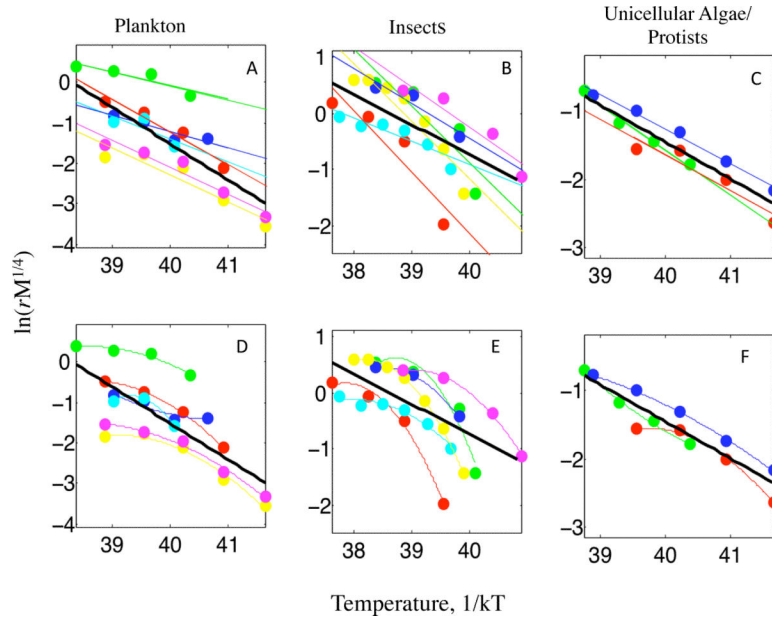 Plankton
Insects
Unicellular Algae/
Protists
A
0
-1
-2
-3
-4
39 40 41
B
1
0
-1
-2
38 39 40
C
-1
-2
-3
39 40 41
ln(rM^{1/4})
D
0
-1
-2
-3
-4
39 40 41
E
1
0
-1
-2
38 39 40
F
-1
-2
-3
39 40 41
Temperature, 1/kT